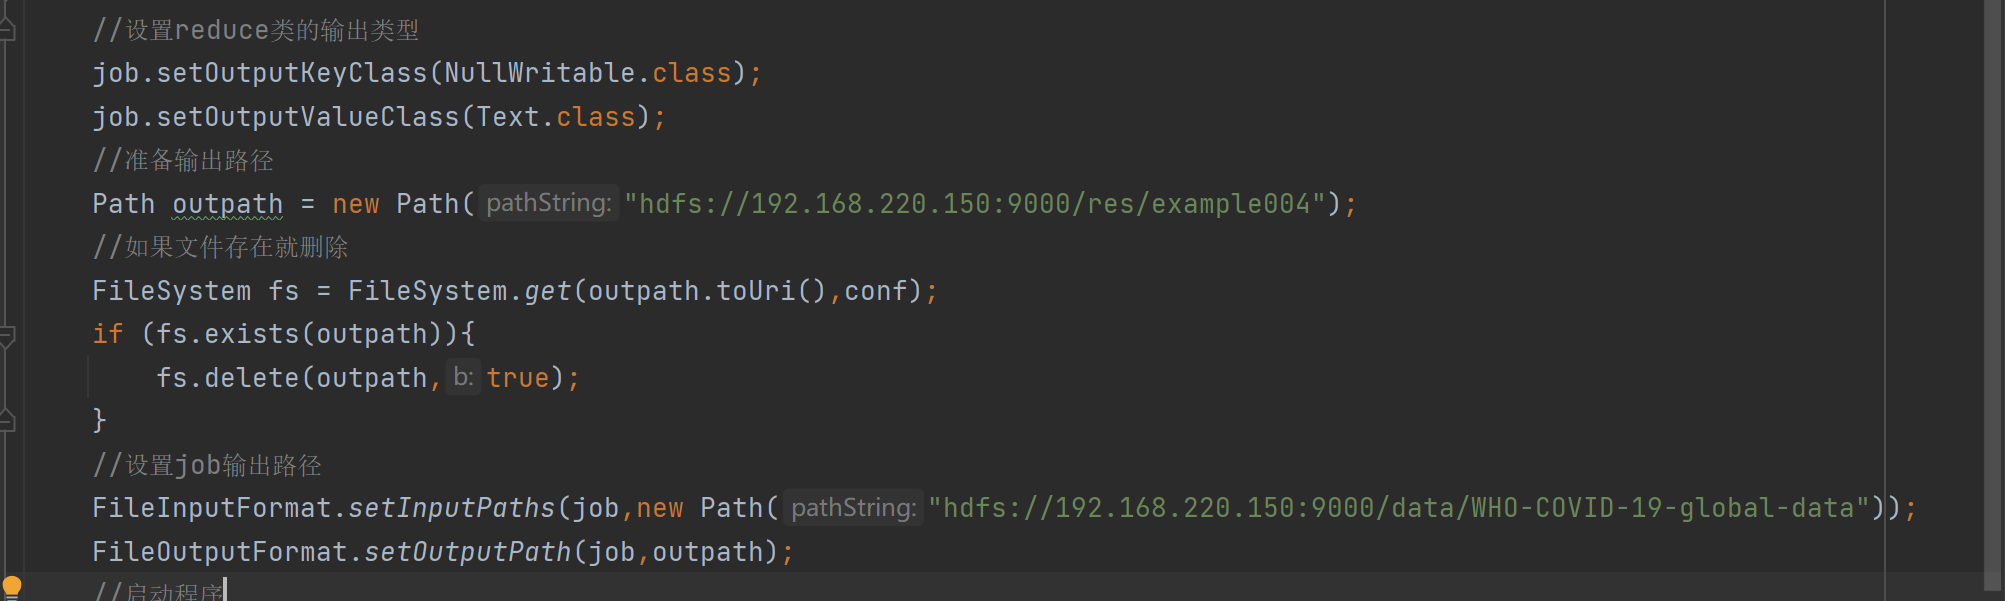 //设置reduce类的输出类型
job.setOutputKeyClass(NullWritable.class);
job.setOutputValueClass(Text.class);
//准备输出路径
Path outpath = new Path( pathString: "hdfs://192.168.220.150:9000/res/example004");
//如果文件存在就删除
FileSystem fs = FileSystem.get(outpath.toUri(),conf);
if (fs.exists(outpath)){
fs.delete(outpath, b: true);
}
//设置job输出路径
FileInputFormat.setInputPaths(job,new Path( pathString: "hdfs://192.168.220.150:9000/data/WHO-COVID-19-global-data"));
FileOutputFormat.setOutputPath(job,outpath);
//启动程序